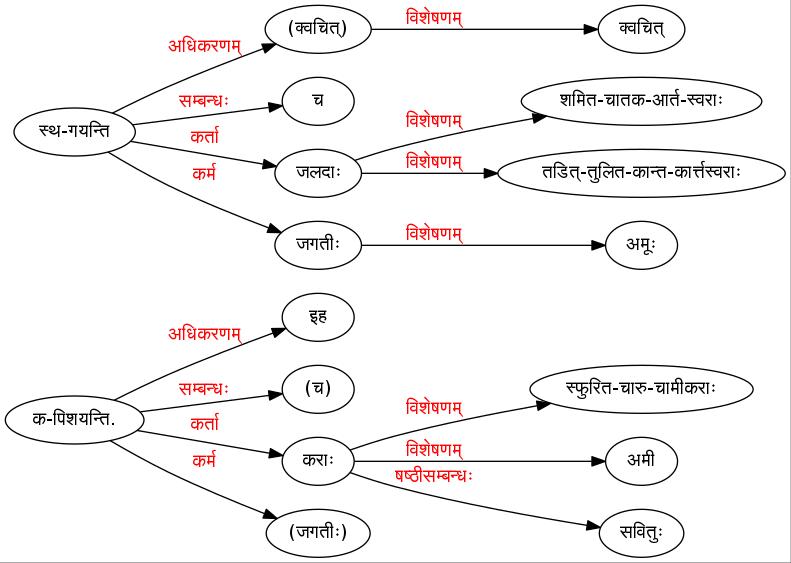 विशेषणम्
(क्वचित्)
क्वचित्
अधिकरणम्
सम्बन्धः
च
शमित-चातक-आर्त-स्वराः
स्थ-गयन्ति
विशेषणम्
कर्ता
विशेषणम्
जलदाः
तडित्-तुलित-कान्त-कार्त्तस्वराः
कर्म
विशेषणम्
जगतीः
अमूः
इह
अधिकरणम्
सम्बन्धः
(च)
स्फुरित-चारु-चामीकराः
विशेषणम्
क-पिशयन्ति.
कर्ता
विशेषणम्
कराः
अमी
कर्म
षष्ठीसम्बन्धः
(जगतीः)
सवितुः